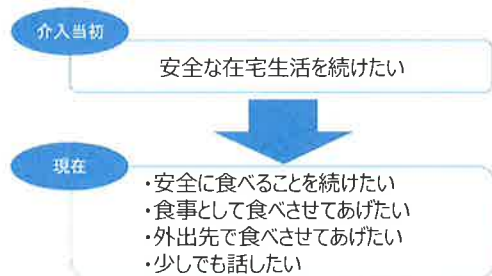 介入当初
安全な在宅生活を続けたい
現在
・安全に食べることを続けたい
・食事として食べさせてあげたい
・外出先で食べさせてあげたい
・少しでも話したい